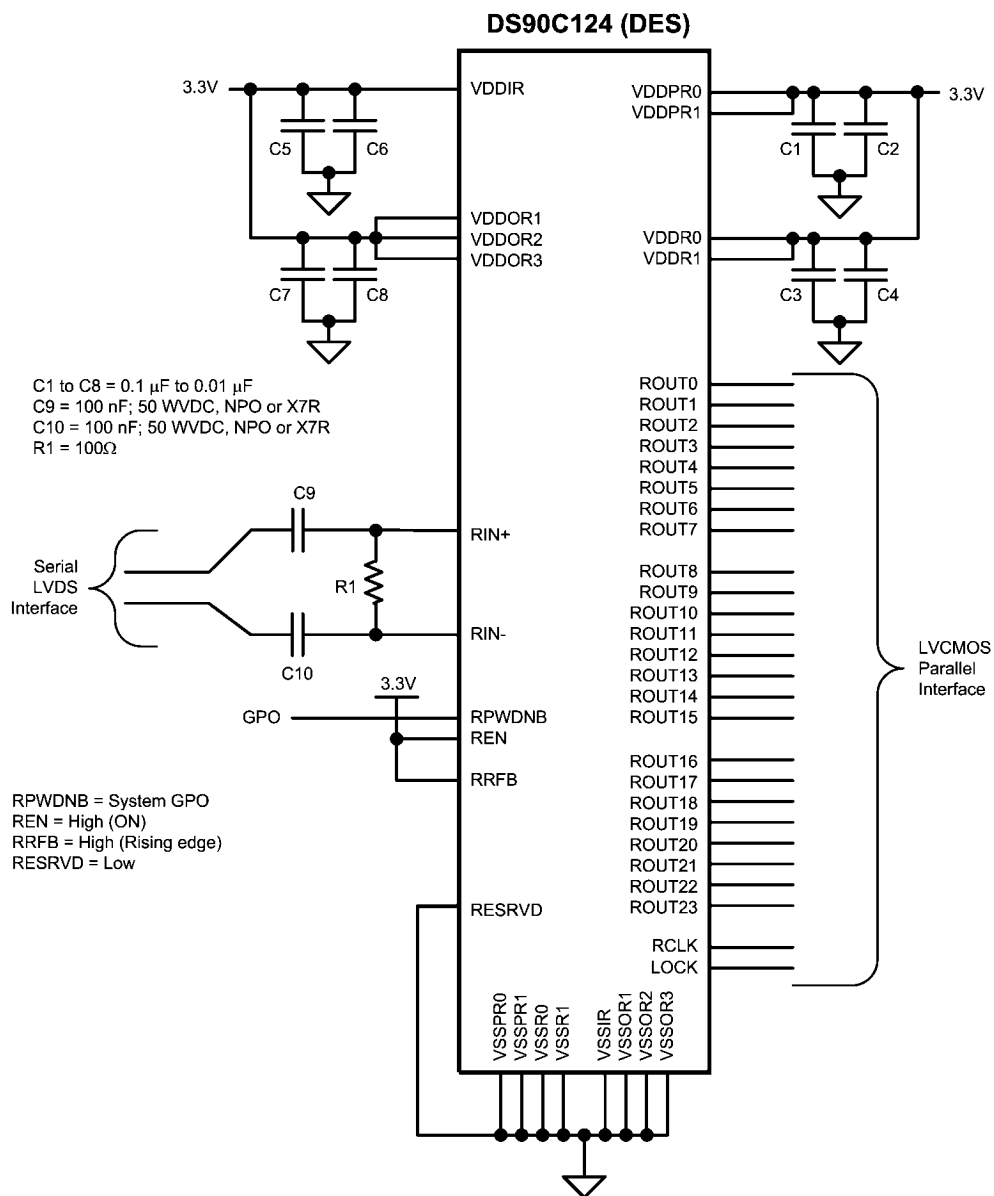 DS90C124 (DES)
3.3V
VDDIR
C5
C6
VDDOR1
VDDOR2
VDDOR3
C7
C8
VDDPR0
VDDPR1
3.3V
C1
C2
VDDR0
VDDR1
C3
C4
C1 to C8 = 0.1 μF to 0.01 μF
C9 = 100 nF; 50 WVDC, NPO or X7R
C10 = 100 nF; 50 WVDC, NPO or X7R
R1 = 100Ω
C9
RIN+
Serial
LVDS
Interface
R1
RIN-
C10
3.3V
GPO
RPWDNB
REN
RRFB
RPWDNB = System GPO
REN = High (ON)
RRFB = High (Rising edge)
RESRVD = Low
RESRVD
ROUT0
ROUT1
ROUT2
ROUT3
ROUT4
ROUT5
ROUT6
ROUT7
ROUT8
ROUT9
ROUT10
ROUT11
ROUT12
ROUT13
ROUT14
ROUT15
ROUT16
ROUT17
ROUT18
ROUT19
ROUT20
ROUT21
ROUT22
ROUT23
RCLK
LOCK
LVCMOS
Parallel
Interface
VSSPR0
VSSPR1
VSSR0
VSSR1
VSSIR
VSSOR1
VSSOR2
VSSOR3